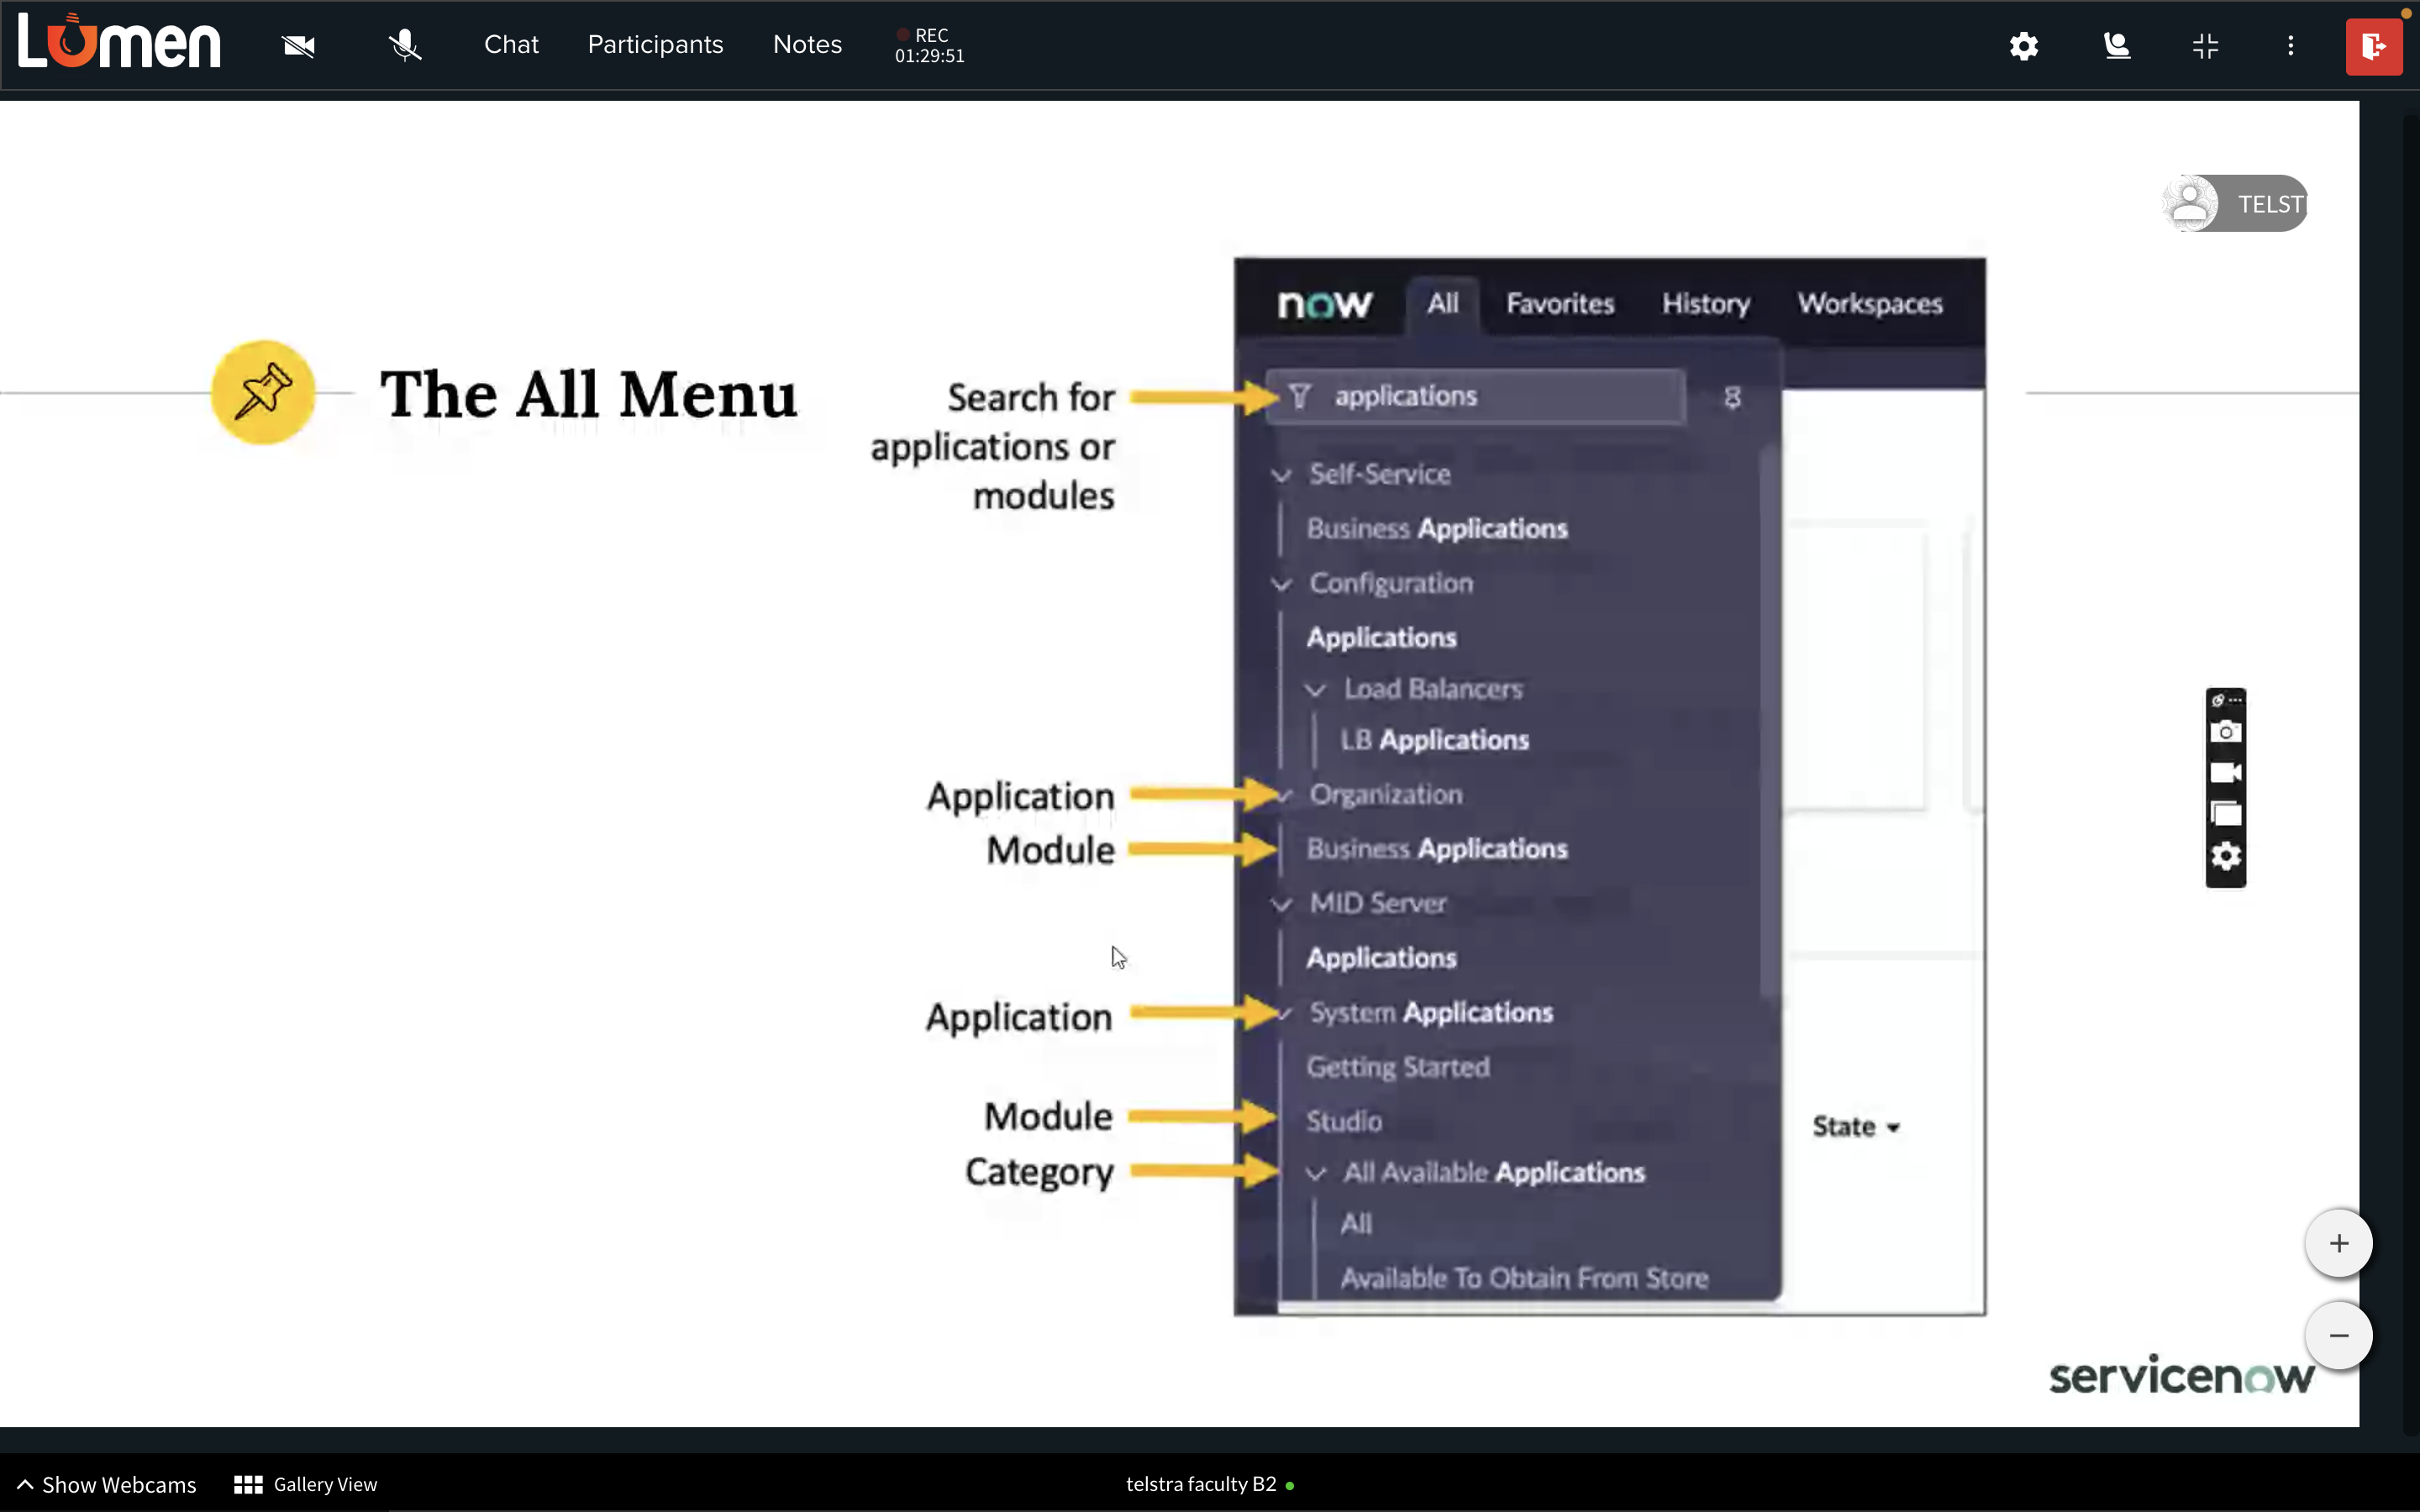 Lumen
Chat
Participants
Notes
REC
01:29:51
TELST
The All Menu
Search for
applications or
modules
Application
Module
Application
Module
Category
now
All
Favorites
History
Workspaces
applications
Self-Service
Business Applications
Configuration
Applications
Load Balancers
LB Applications
Organization
Business Applications
MID Server
Applications
System Applications
Getting Started
Studio
All Available Applications
All
Available To Obtain From Store
State
servicenow
Show Webcams
Gallery View
telstra faculty B2